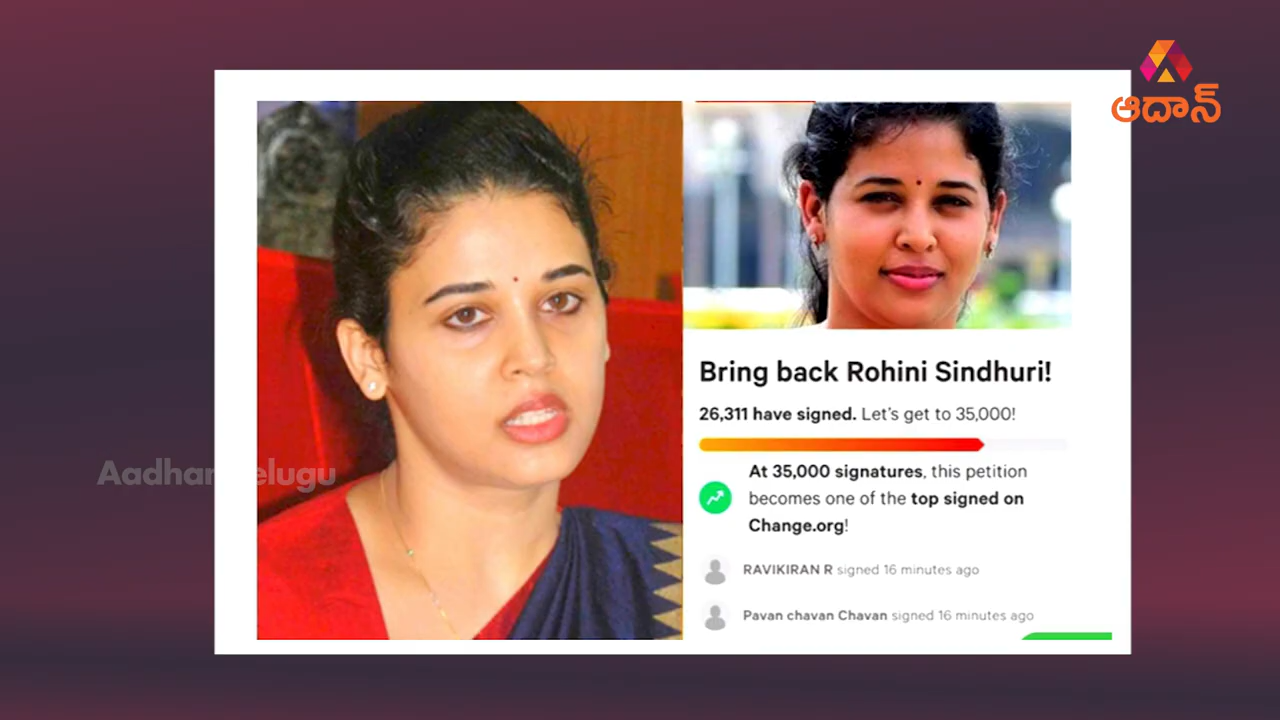 ఆదాన్
Bring back Rohini Sindhuri!
26,311 have signed. Let's get to 35,000!
At 35,000 signatures, this petition
becomes one of the top signed on
Change.org!
RAVIKIRAN R signed 16 minutes ago
Pavan chavan Chavan signed 16 minutes ago
Aadhan Telugu